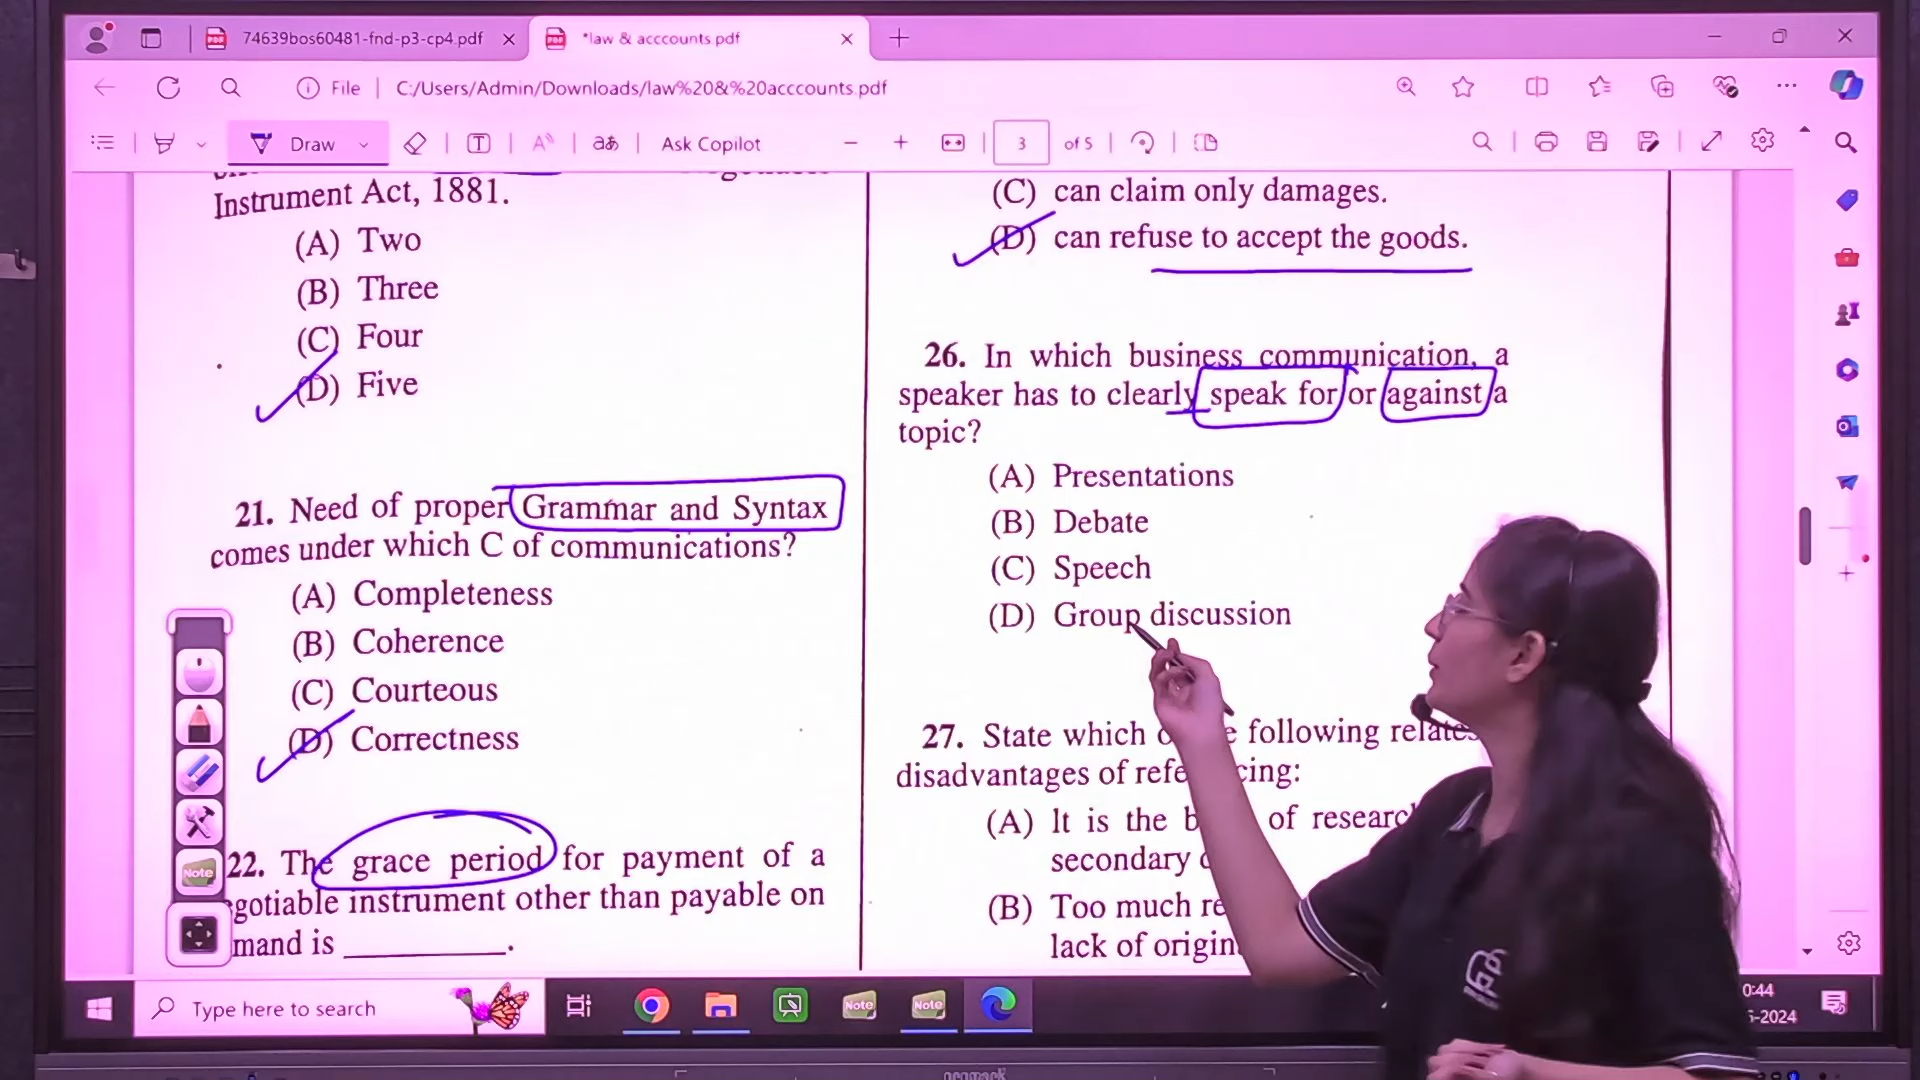 74639bos60481-fnd-p3-cp4.pdf
*law & acccounts.pdf
File
C:/Users/Admin/Downloads/law%20&%20acccounts.pdf
Draw
Ask Copilot
3 of 5
Instrument Act, 1881.
(A) Two
(B) Three
(C) Four
(D) Five
21. Need of proper Grammar and Syntax
comes under which C of communications?
(A) Completeness
(B) Coherence
(C) Courteous
(D) Correctness
22. The grace period for payment of a
gotiable instrument other than payable on
mand is __________.
(C) can claim only damages.
(D) can refuse to accept the goods.
26. In which business communication, a
speaker has to clearly speak for or against a
topic?
(A) Presentations
(B) Debate
(C) Speech
(D) Group discussion
27. State which following relates
disadvantages of refe cing:
(A) It is the b of researc
secondary
(B) Too much re
lack of origin
Note
Type here to search
Note
Note
0:44
-2024